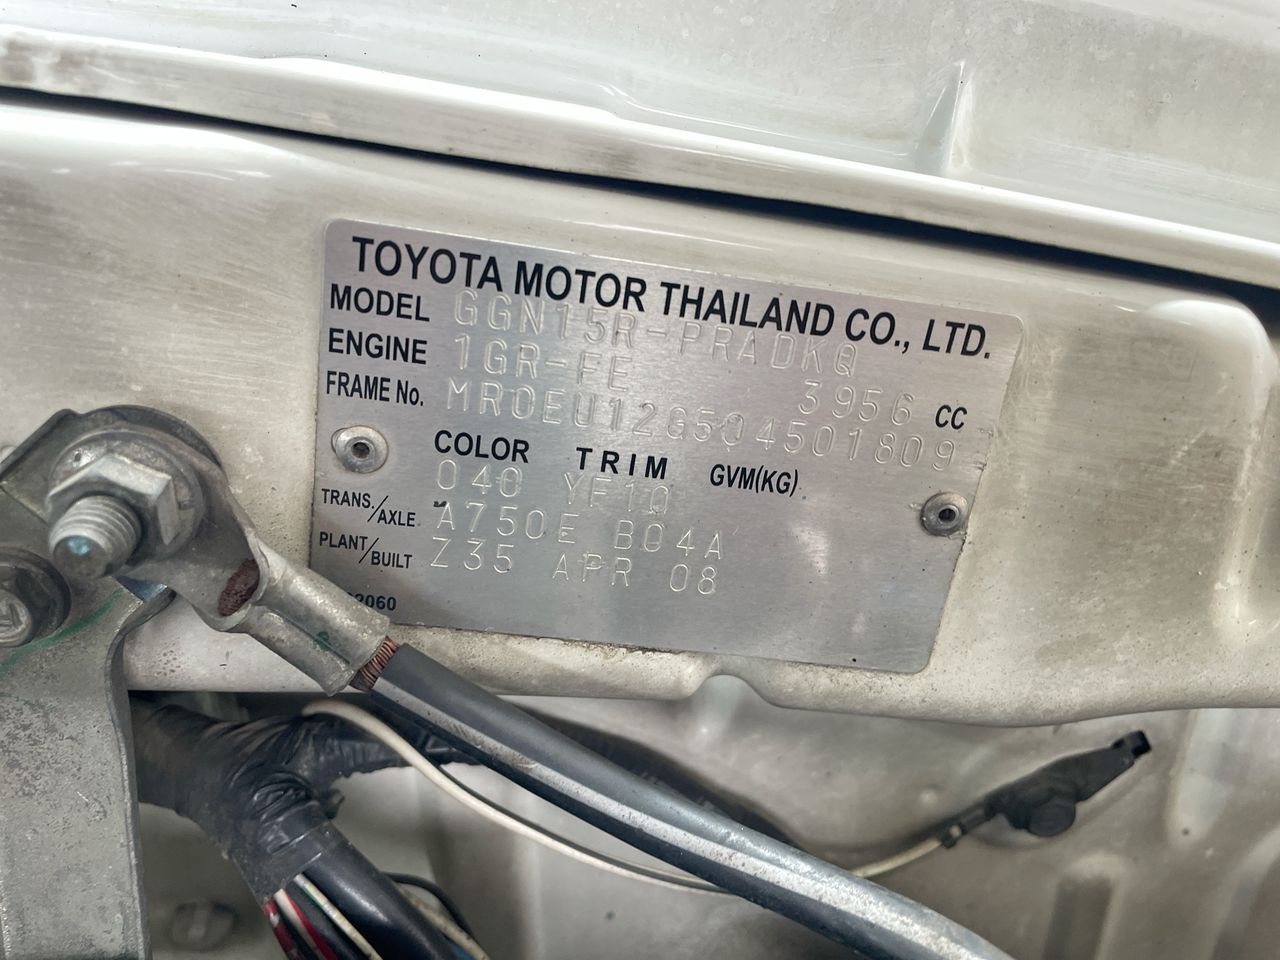 TOYOTA MOTOR THAILAND CO., LTD.
MODEL GGN15R-PRADKQ
ENGINE 1GR-FE 3956 CC
FRAME No. MR0EU12G504501809
COLOR TRIM GVM(KG)
040 YF10
TRANS./AXLE A750E B04A
PLANT/BUILT Z35 APR 08
2060